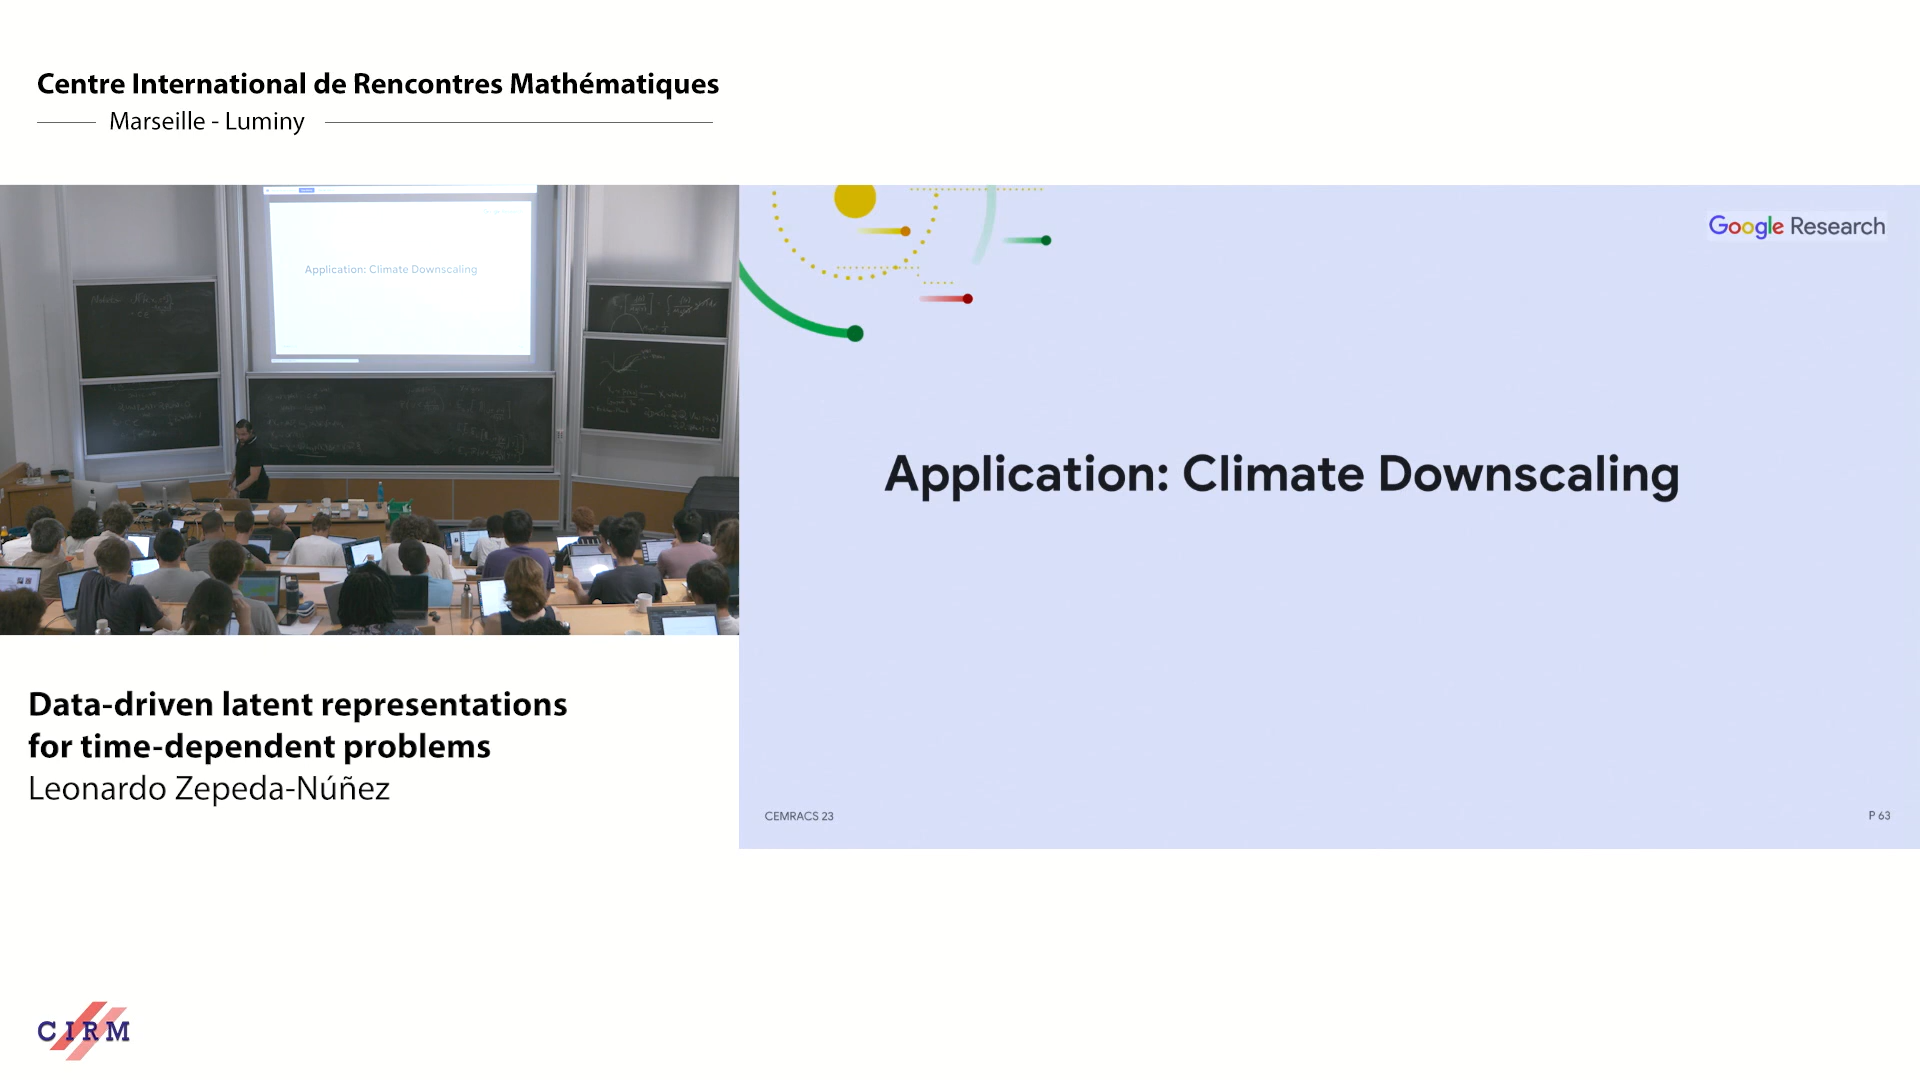 Centre International de Rencontres Mathématiques
Marseille - Luminy
Application: Climate Downscaling
Google Research
Application: Climate Downscaling
CEMRACS 23
P 63
Data-driven latent representations
for time-dependent problems
Leonardo Zepeda-Núñez
CIRM